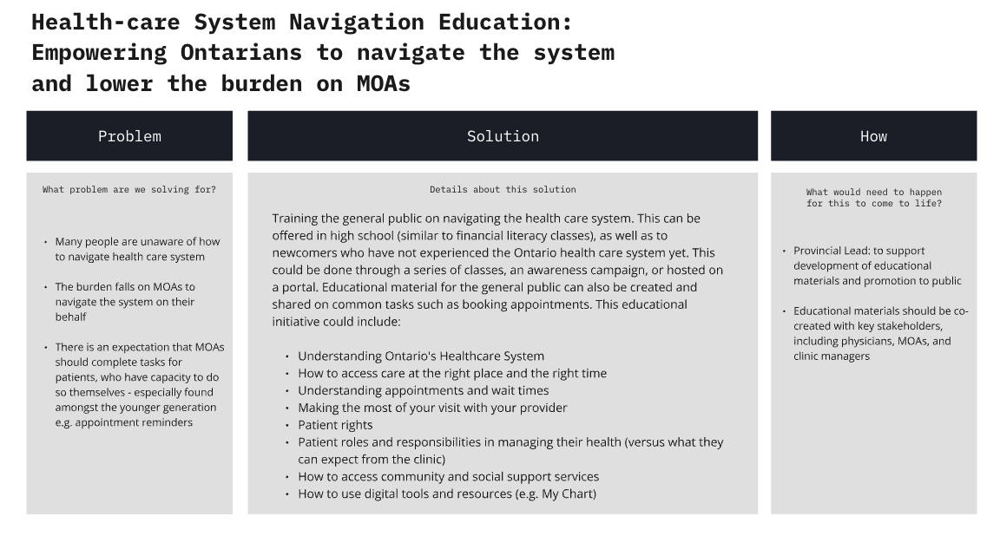 Health-care System Navigation Education:
Empowering Ontarians to navigate the system
and lower the burden on MOAs
Problem
What problem are we solving for?
• Many people are unaware of how
to navigate health care system
• The burden falls on MOAs to
navigate the system on their
behalf
• There is an expectation that MOAs
should complete tasks for
patients, who have capacity to do
so themselves - especially found
amongst the younger generation
e.g. appointment reminders
Solution
Details about this solution
Training the general public on navigating the health care system. This can be
offered in high school (similar to financial literacy classes), as well as to
newcomers who have not experienced the Ontario health care system yet. This
could be done through a series of classes, an awareness campaign, or hosted on
a portal. Educational material for the general public can also be created and
shared on common tasks such as booking appointments. This educational
initiative could include:
• Understanding Ontario's Healthcare System
• How to access care at the right place and the right time
• Understanding appointments and wait times
• Making the most of your visit with your provider
• Patient rights
• Patient roles and responsibilities in managing their health (versus what they
can expect from the clinic)
• How to access community and social support services
• How to use digital tools and resources (e.g. My Chart)
How
What would need to happen
for this to come to life?
• Provincial Lead: to support
development of educational
materials and promotion to public
• Educational materials should be co-
created with key stakeholders,
including physicians, MOAs, and
clinic managers